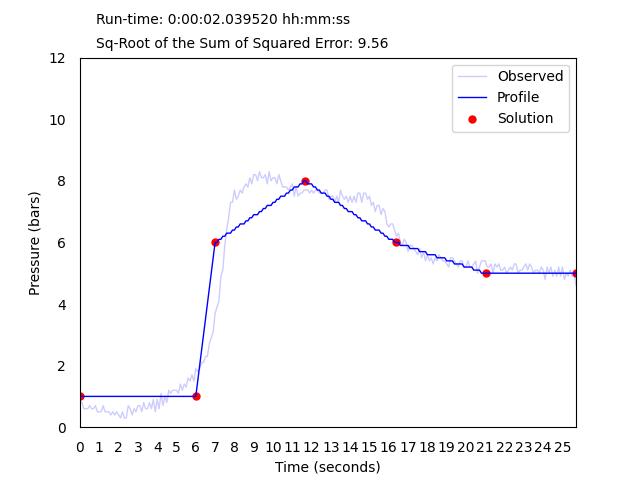 Run-time: 0:00:02.039520 hh:mm:ss
Sq-Root of the Sum of Squared Error: 9.56
Observed
Profile
Solution
Pressure (bars)
12
10
8
6
4
2
0
0 1 2 3 4 5 6 7 8 9 10 11 12 13 14 15 16 17 18 19 20 21 22 23 24 25
Time (seconds)